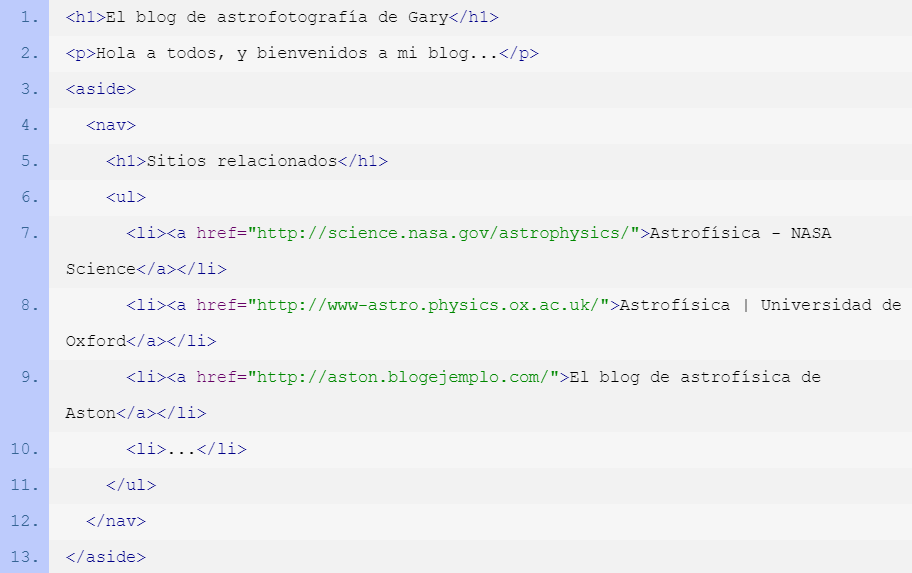 1. <h1>El blog de astrofotografía de Gary</h1>
2. <p>Hola a todos, y bienvenidos a mi blog...</p>
3. <aside>
4. <nav>
5. <h1>Sitios relacionados</h1>
6. <ul>
7. <li><a href="http://science.nasa.gov/astrophysics/">Astrofísica - NASA
Science</a></li>
8. <li><a href="http://www-astro.physics.ox.ac.uk/">Astrofísica | Universidad de
Oxford</a></li>
9. <li><a href="http://aston.blogejemplo.com/">El blog de astrofísica de
Aston</a></li>
10. <li>...</li>
11. </ul>
12. </nav>
13. </aside>